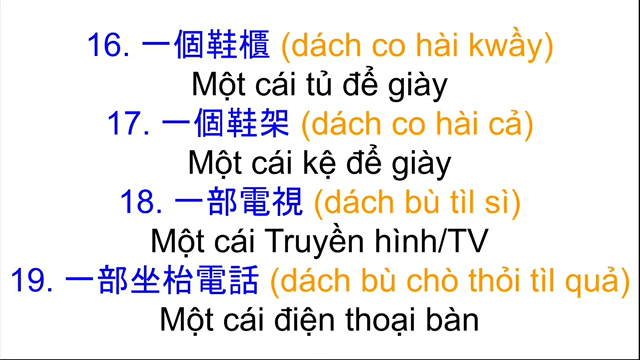 16. 一個鞋櫃 (dách co hài kwầy)
Một cái tủ để giày
17. 一個鞋架 (dách co hài cả)
Một cái kệ để giày
18. 一部電視 (dách bù tìl sì)
Một cái Truyền hình/TV
19. 一部坐枱電話 (dách bù chò thỏi tìl quả)
Một cái điện thoại bàn